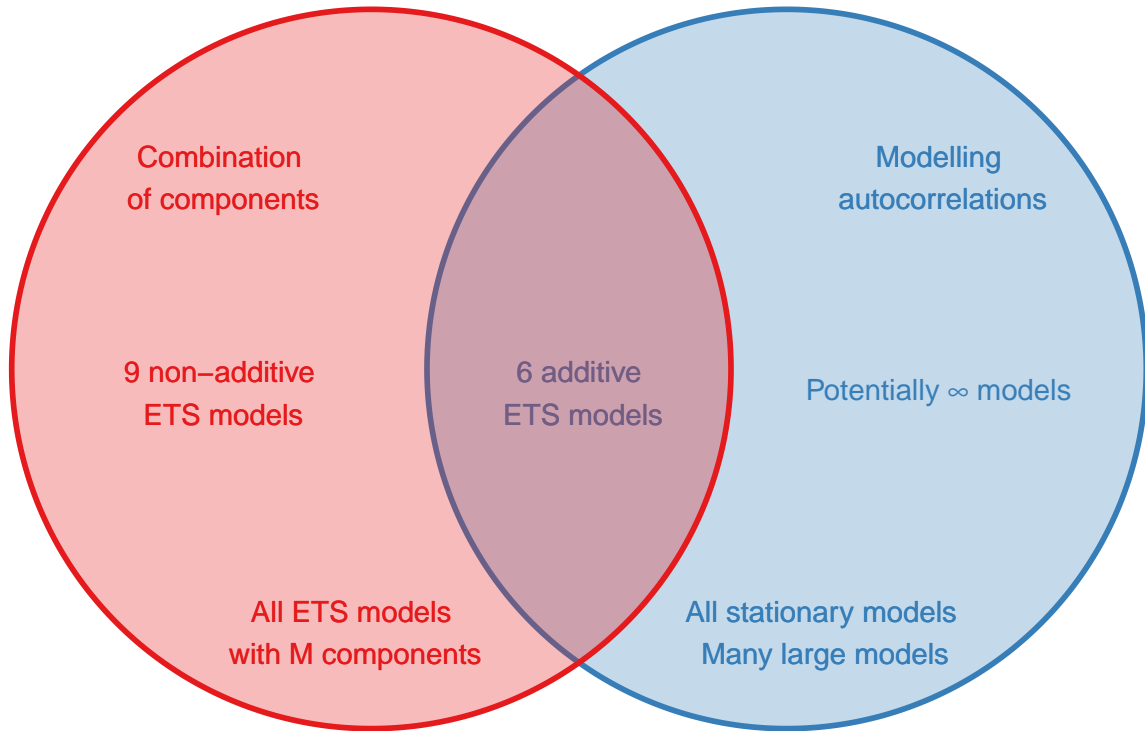 Combination
of components
Modelling
autocorrelations
9 non−additive
ETS models
6 additive
ETS models
Potentially ∞ models
All ETS models
with M components
All stationary models
Many large models